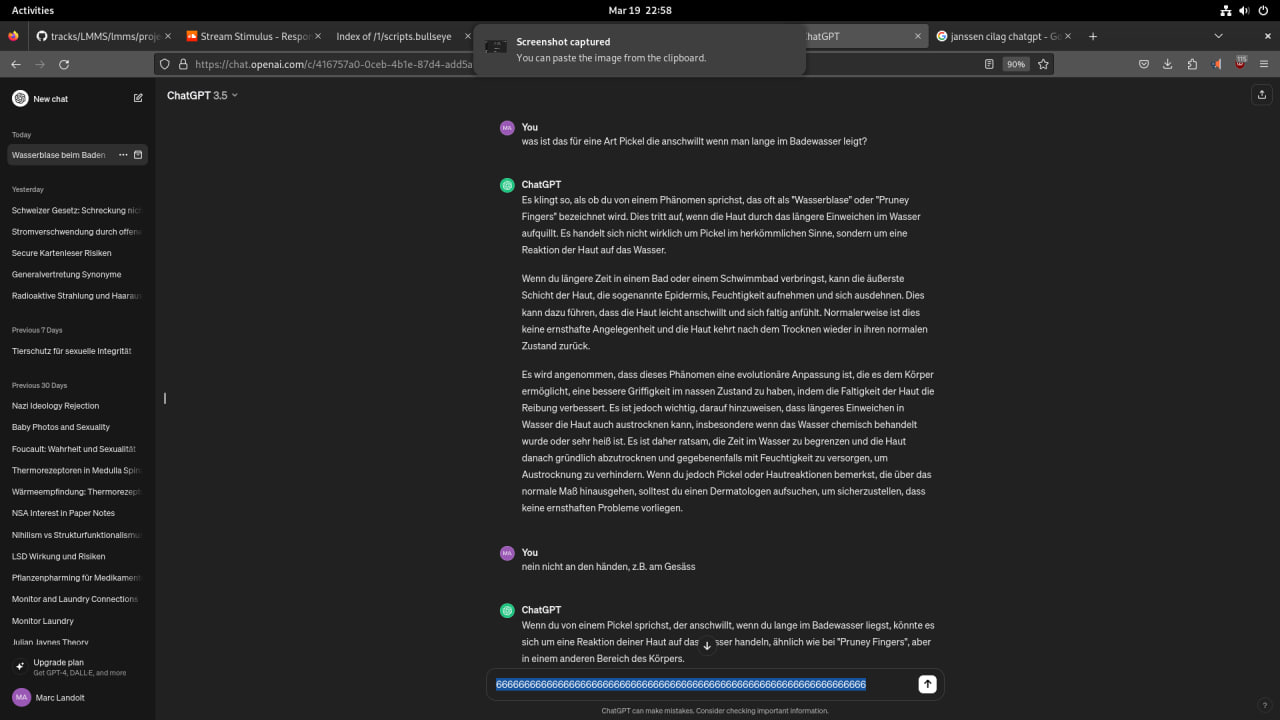 Activities
Mar 19 22:58
tracks/LMMS/lmms/proje
Stream Stimulus - Respon
Index of /1/scripts.bullseye
ChatGPT
janssen cilag chatgpt - Go
Screenshot captured
You can paste the image from the clipboard.
https://chat.openai.com/c/416757a0-0ceb-4b1e-87d4-add5a
90%
115
New chat
ChatGPT 3.5
Today
Wasserblase beim Baden
Yesterday
Schweizer Gesetz: Schreckung nic
Stromverschwendung durch offene
Secure Kartenleser Risiken
Generalvertretung Synonyme
Radioaktive Strahlung und Haarau
Previous 7 Days
Tierschutz für sexuelle Integrität
Previous 30 Days
Nazi Ideology Rejection
Baby Photos and Sexuality
Foucault: Wahrheit und Sexualität
Thermorezeptoren in Medulla Spin
Wärmeempfindung: Thermorezept
NSA Interest in Paper Notes
Nihilism vs Strukturfunktionalismu
LSD Wirkung und Risiken
Pflanzenpharming für Medikament
Monitor and Laundry Connections
Monitor Laundry
Julian Jaynes Theory
Upgrade plan
Get GPT-4, DALL·E, and more
MA Marc Landolt
MA You
was ist das für eine Art Pickel die anschwillt wenn man lange im Badewasser leigt?
ChatGPT
Es klingt so, als ob du von einem Phänomen sprichst, das oft als "Wasserblase" oder "Pruney
Fingers" bezeichnet wird. Dies tritt auf, wenn die Haut durch das längere Einweichen im Wasser
aufquillt. Es handelt sich nicht wirklich um Pickel im herkömmlichen Sinne, sondern um eine
Reaktion der Haut auf das Wasser.
Wenn du längere Zeit in einem Bad oder einem Schwimmbad verbringst, kann die äußerste
Schicht der Haut, die sogenannte Epidermis, Feuchtigkeit aufnehmen und sich ausdehnen. Dies
kann dazu führen, dass die Haut leicht anschwillt und sich faltig anfühlt. Normalerweise ist dies
keine ernsthafte Angelegenheit und die Haut kehrt nach dem Trocknen wieder in ihren normalen
Zustand zurück.
Es wird angenommen, dass dieses Phänomen eine evolutionäre Anpassung ist, die es dem Körper
ermöglicht, eine bessere Griffigkeit im nassen Zustand zu haben, indem die Faltigkeit der Haut die
Reibung verbessert. Es ist jedoch wichtig, darauf hinzuweisen, dass längeres Einweichen in
Wasser die Haut auch austrocknen kann, insbesondere wenn das Wasser chemisch behandelt
wurde oder sehr heiß ist. Es ist daher ratsam, die Zeit im Wasser zu begrenzen und die Haut
danach gründlich abzutrocknen und gegebenenfalls mit Feuchtigkeit zu versorgen, um
Austrocknung zu verhindern. Wenn du jedoch Pickel oder Hautreaktionen bemerkst, die über das
normale Maß hinausgehen, solltest du einen Dermatologen aufsuchen, um sicherzustellen, dass
keine ernsthaften Probleme vorliegen.
MA You
nein nicht an den händen, z.B. am Gesäss
ChatGPT
Wenn du von einem Pickel sprichst, der anschwillt, wenn du lange im Badewasser liegst, könnte es
sich um eine Reaktion deiner Haut auf das sser handeln, ähnlich wie bei "Pruney Fingers", aber
in einem anderen Bereich des Körpers.
ChatGPT can make mistakes. Consider checking important information.
?